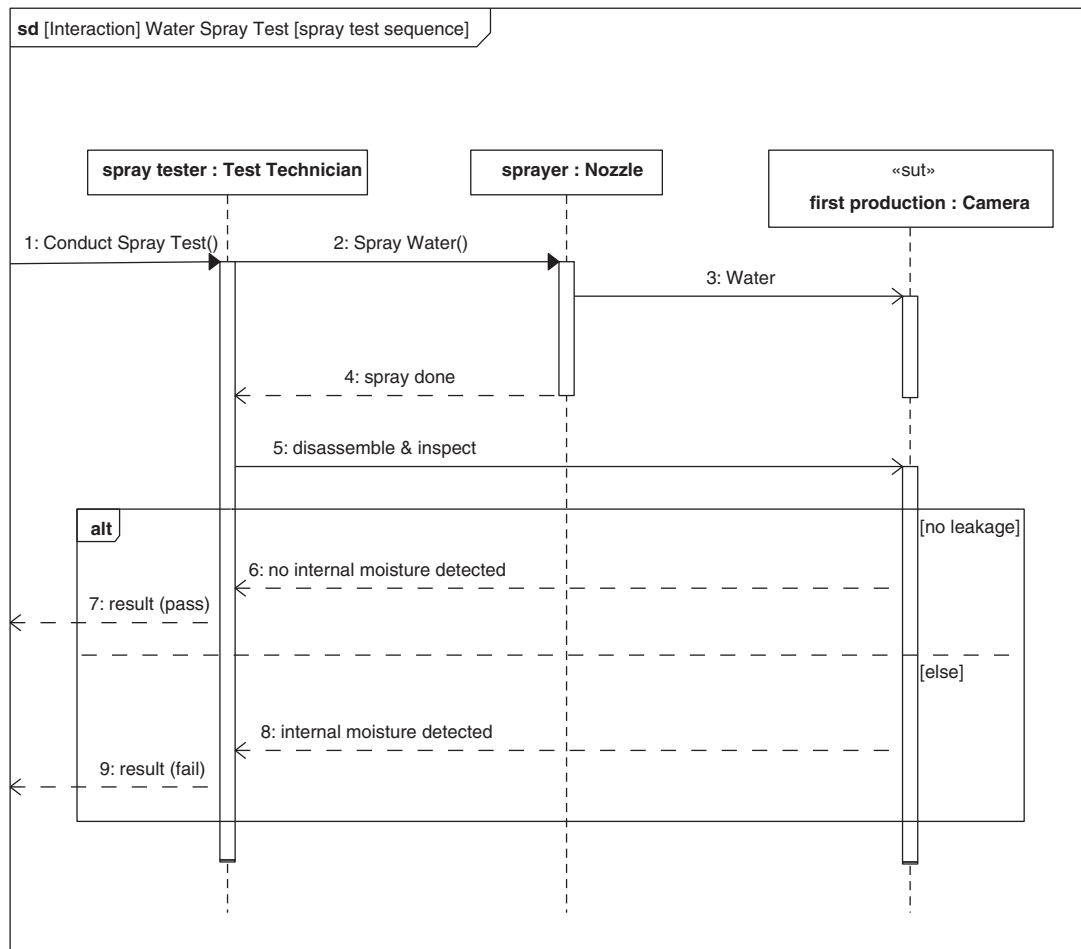 sd [Interaction] Water Spray Test [spray test sequence]
spray tester : Test Technician
sprayer : Nozzle
«sut»
first production : Camera
1: Conduct Spray Test()
2: Spray Water()
3: Water
4: spray done
5: disassemble & inspect
alt
[no leakage]
6: no internal moisture detected
7: result (pass)
[else]
8: internal moisture detected
9: result (fail)